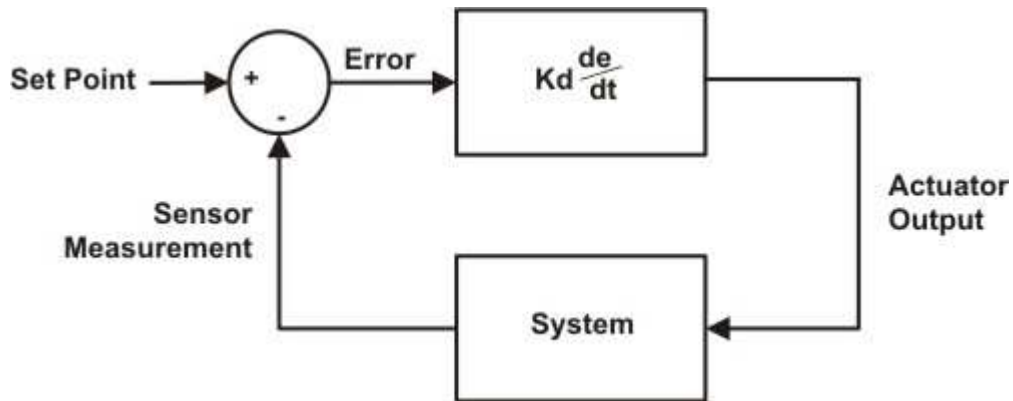 Set Point
+
-
Error
Kd de/dt
Actuator
Output
Sensor
Measurement
System